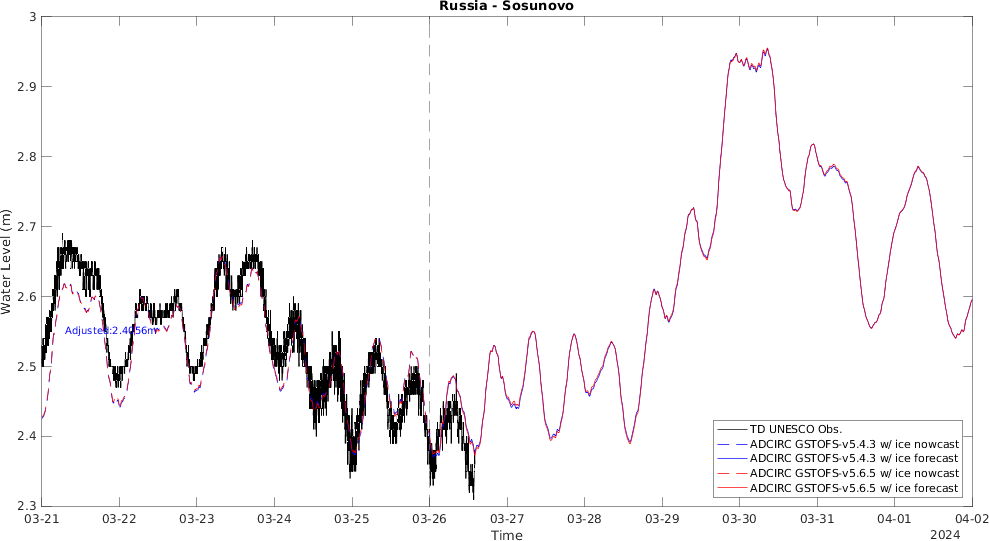 Russia - Sosunovo
3
2.9
2.8
2.7
2.6
2.5
2.4
2.3
Water Level (m)
Adjusted:2.4056m
TD UNESCO Obs.
ADCIRC GSTOFS-v5.4.3 w/ ice nowcast
ADCIRC GSTOFS-v5.4.3 w/ ice forecast
ADCIRC GSTOFS-v5.6.5 w/ ice nowcast
ADCIRC GSTOFS-v5.6.5 w/ ice forecast
03-21 03-22 03-23 03-24 03-25 03-26 03-27 03-28 03-29 03-30 03-31 04-01 04-02
Time
2024